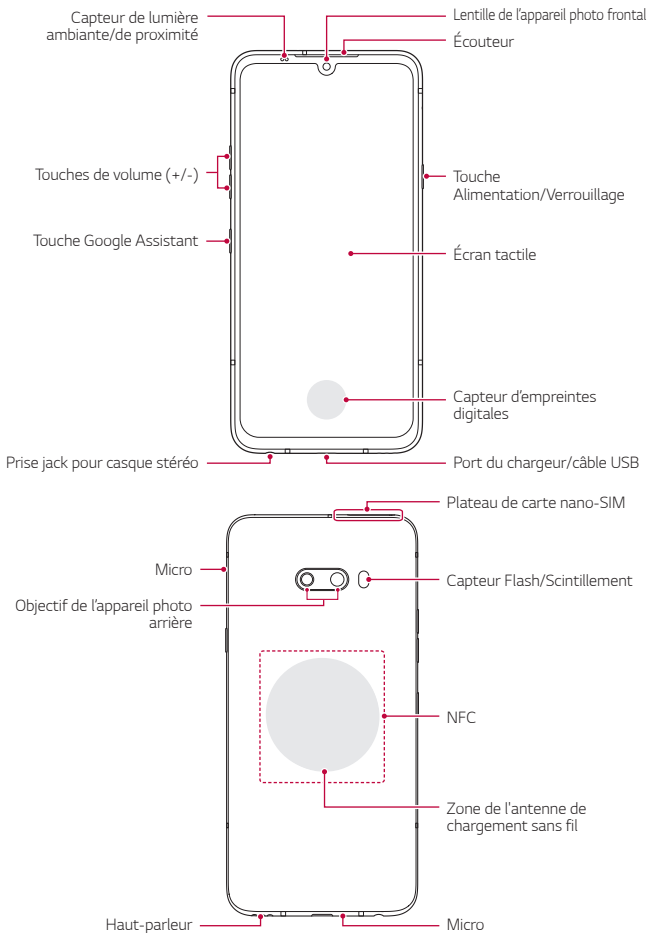 Capteur de lumière
ambiante/de proximité
Lentille de l'appareil photo frontal
Écouteur
Touches de volume (+/-)
Touche
Alimentation/Verrouillage
Touche Google Assistant
Écran tactile
Capteur d'empreintes
digitales
Prise jack pour casque stéréo
Port du chargeur/câble USB
Plateau de carte nano-SIM
Micro
Capteur Flash/Scintillement
Objectif de l'appareil photo
arrière
NFC
Zone de l'antenne de
chargement sans fil
Haut-parleur
Micro